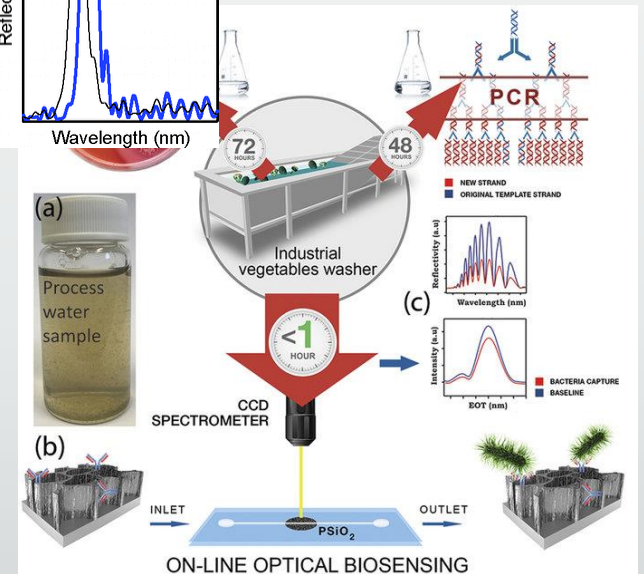 Reflec
Wavelength (nm)
72
HOURS
48
HOURS
PCR
NEW STRAND
ORIGINAL TEMPLATE STRAND
(a)
Process
water
sample
Industrial
vegetables washer
Reflectivity (a.u)
Wavelength (nm)
(c)
<1
HOUR
Intensity (a.u)
EOT (nm)
BACTERIA CAPTURE
BASELINE
CCD
SPECTROMETER
(b)
INLET
PSiO2
OUTLET
ON-LINE OPTICAL BIOSENSING